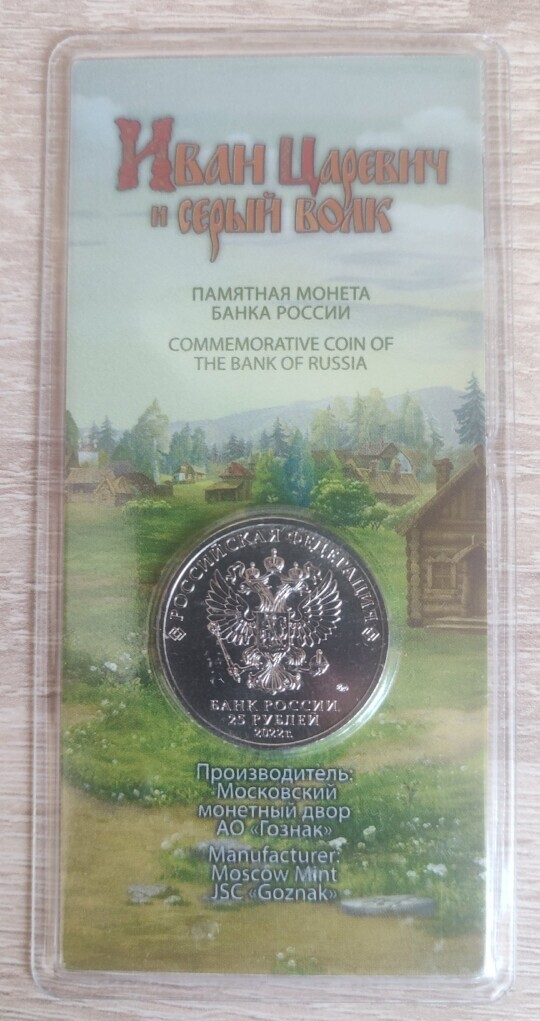 Иван Царевич
и серый волк
ПАМЯТНАЯ МОНЕТА
БАНКА РОССИИ
COMMEMORATIVE COIN OF
THE BANK OF RUSSIA
РОССИЙСКАЯ ФЕДЕРАЦИЯ
БАНК РОССИИ
25 РУБЛЕЙ
2022 г.
Производитель:
Московский
монетный двор
АО «Гознак»
Manufacturer:
Moscow Mint
JSC «Goznak»